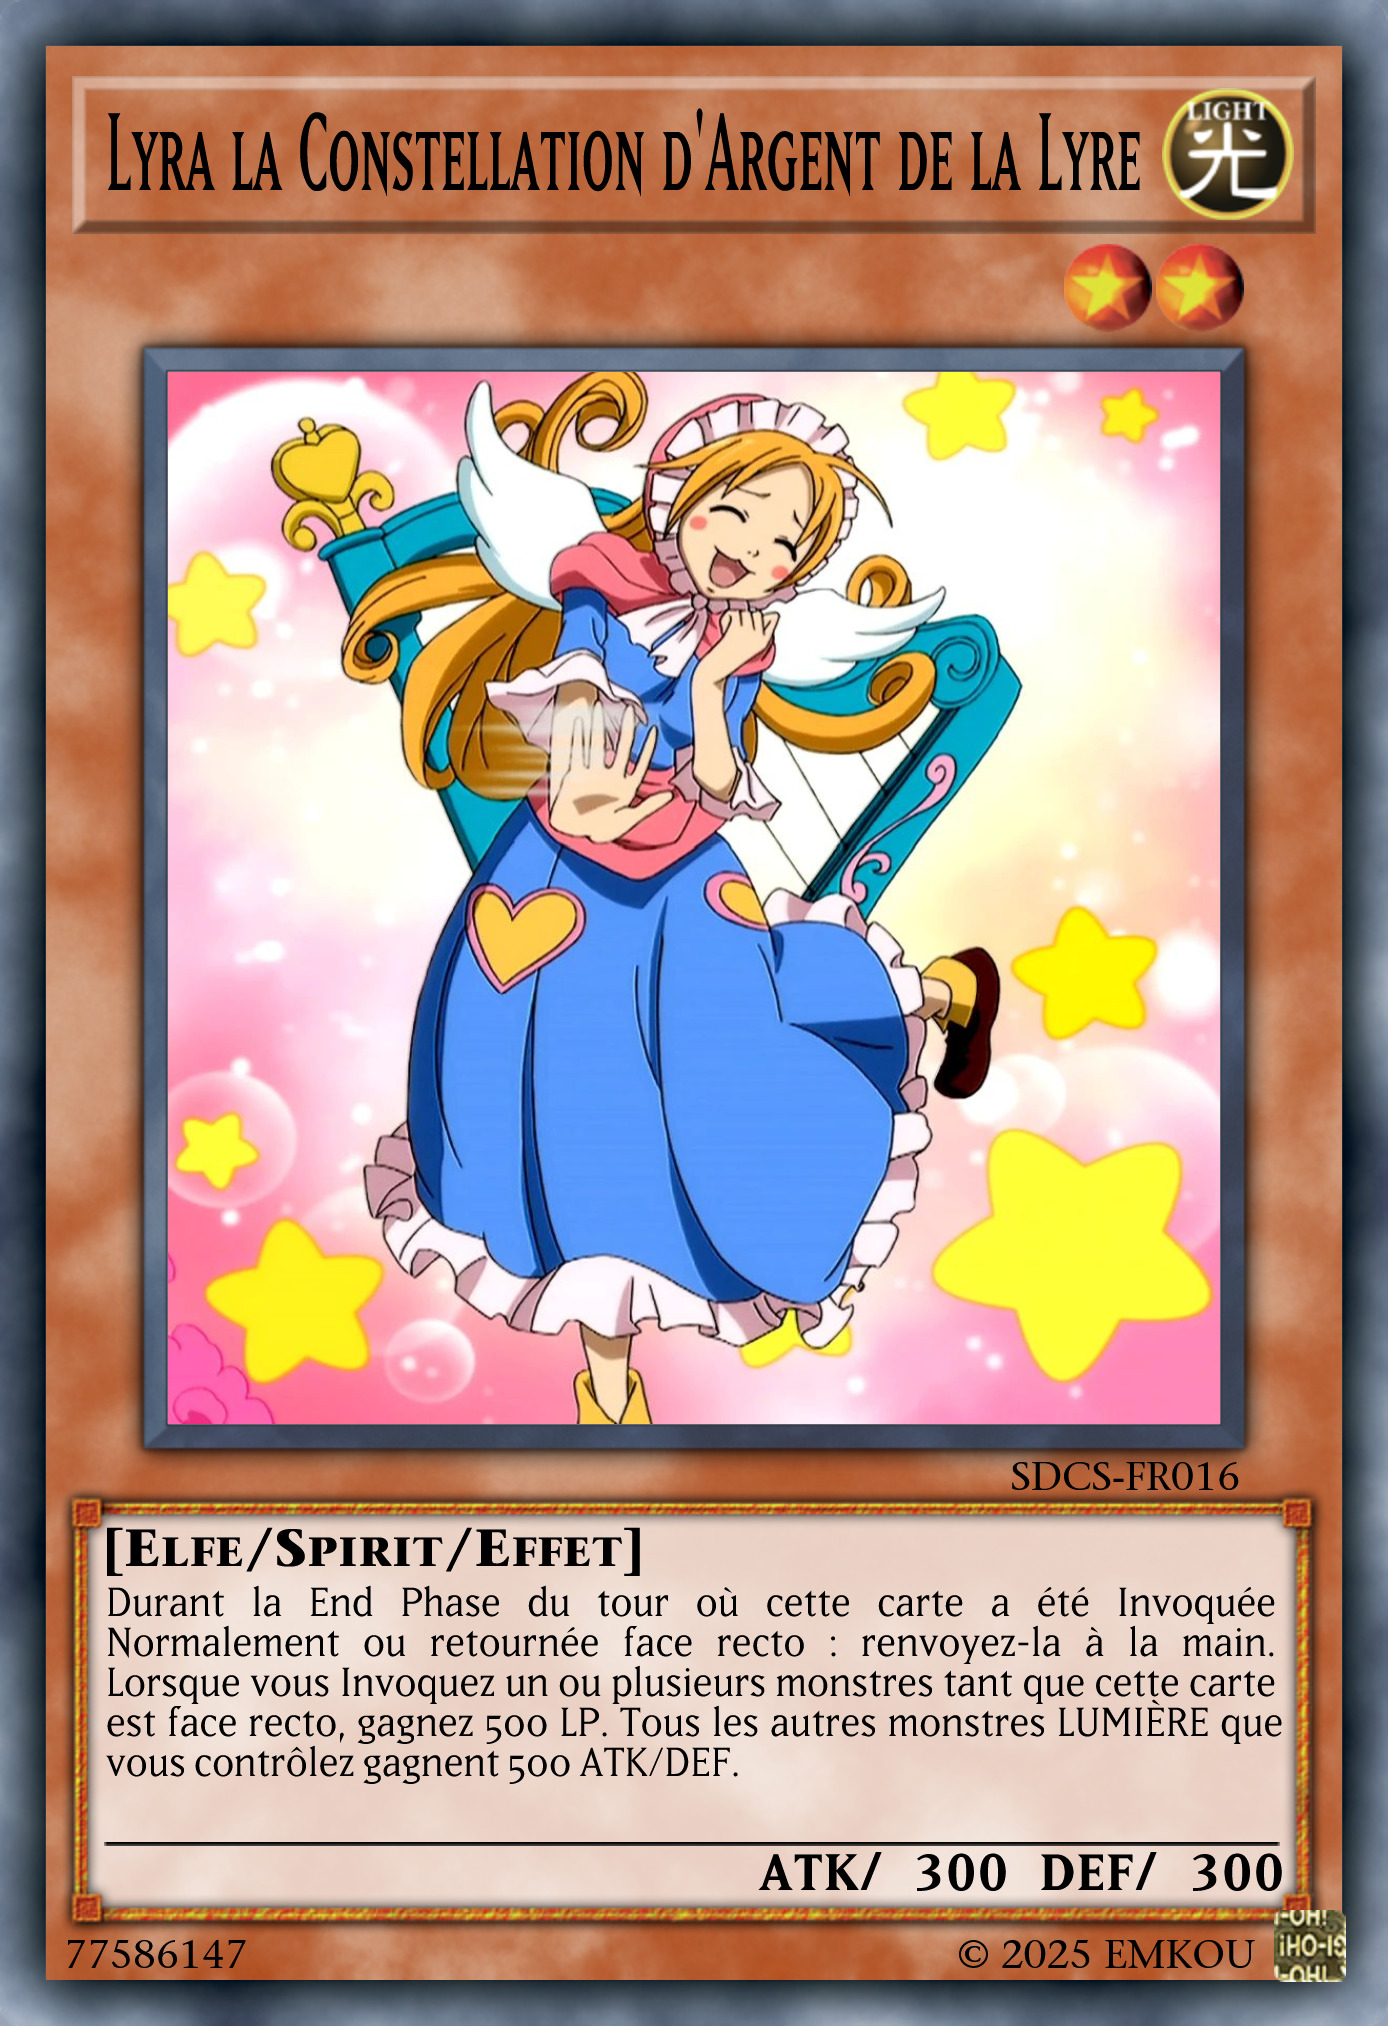 Lyra la Constellation d'Argent de la Lyre
LIGHT
光
SDCS-FR016
[Elfe/Spirit/Effet]
Durant la End Phase du tour où cette carte a été Invoquée
Normalement ou retournée face recto : renvoyez-la à la main.
Lorsque vous Invoquez un ou plusieurs monstres tant que cette carte
est face recto, gagnez 500 LP. Tous les autres monstres LUMIÈRE que
vous contrôlez gagnent 500 ATK/DEF.
ATK/ 300 DEF/ 300
77586147
© 2025 EMKOU